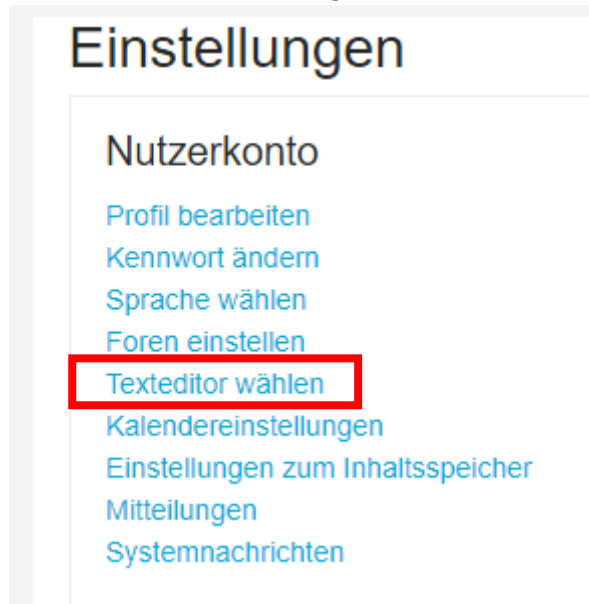 Einstellungen
Nutzerkonto
Profil bearbeiten
Kennwort ändern
Sprache wählen
Foren einstellen
Texteditor wählen
Kalendereinstellungen
Einstellungen zum Inhaltsspeicher
Mitteilungen
Systemnachrichten